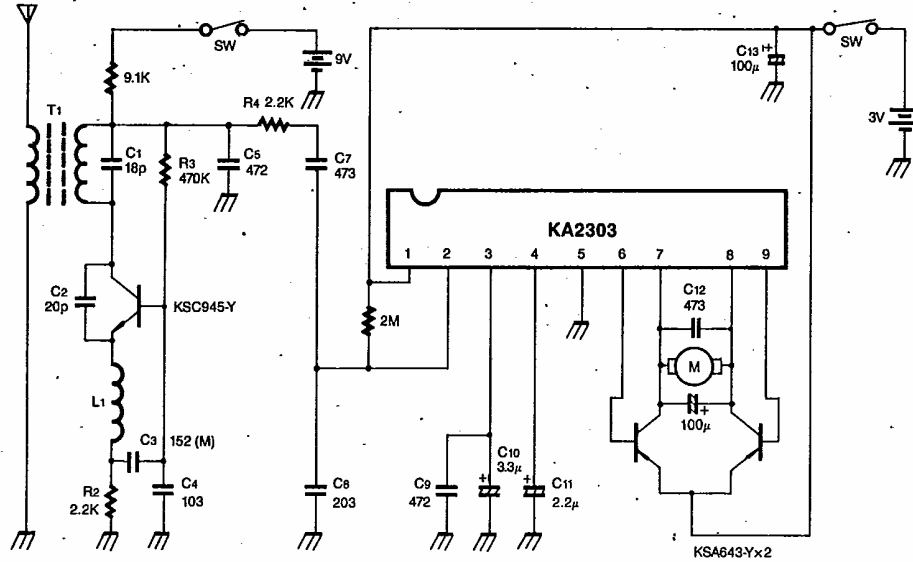 SW
9V
9.1K
T1
R4 2.2K
C1
18p
R3
470K
C5
472
C7
473
C13
+
100μ
SW
3V
KA2303
1 2 3 4 5 6 7 8 9
C2
20p
KSC945-Y
2M
C12
473
M
+
100μ
L1
C3 152 (M)
R2
2.2K
C4
103
C8
203
C9
472
C10
3.3μ
+
+
C11
2.2μ
KSA643-Y×2